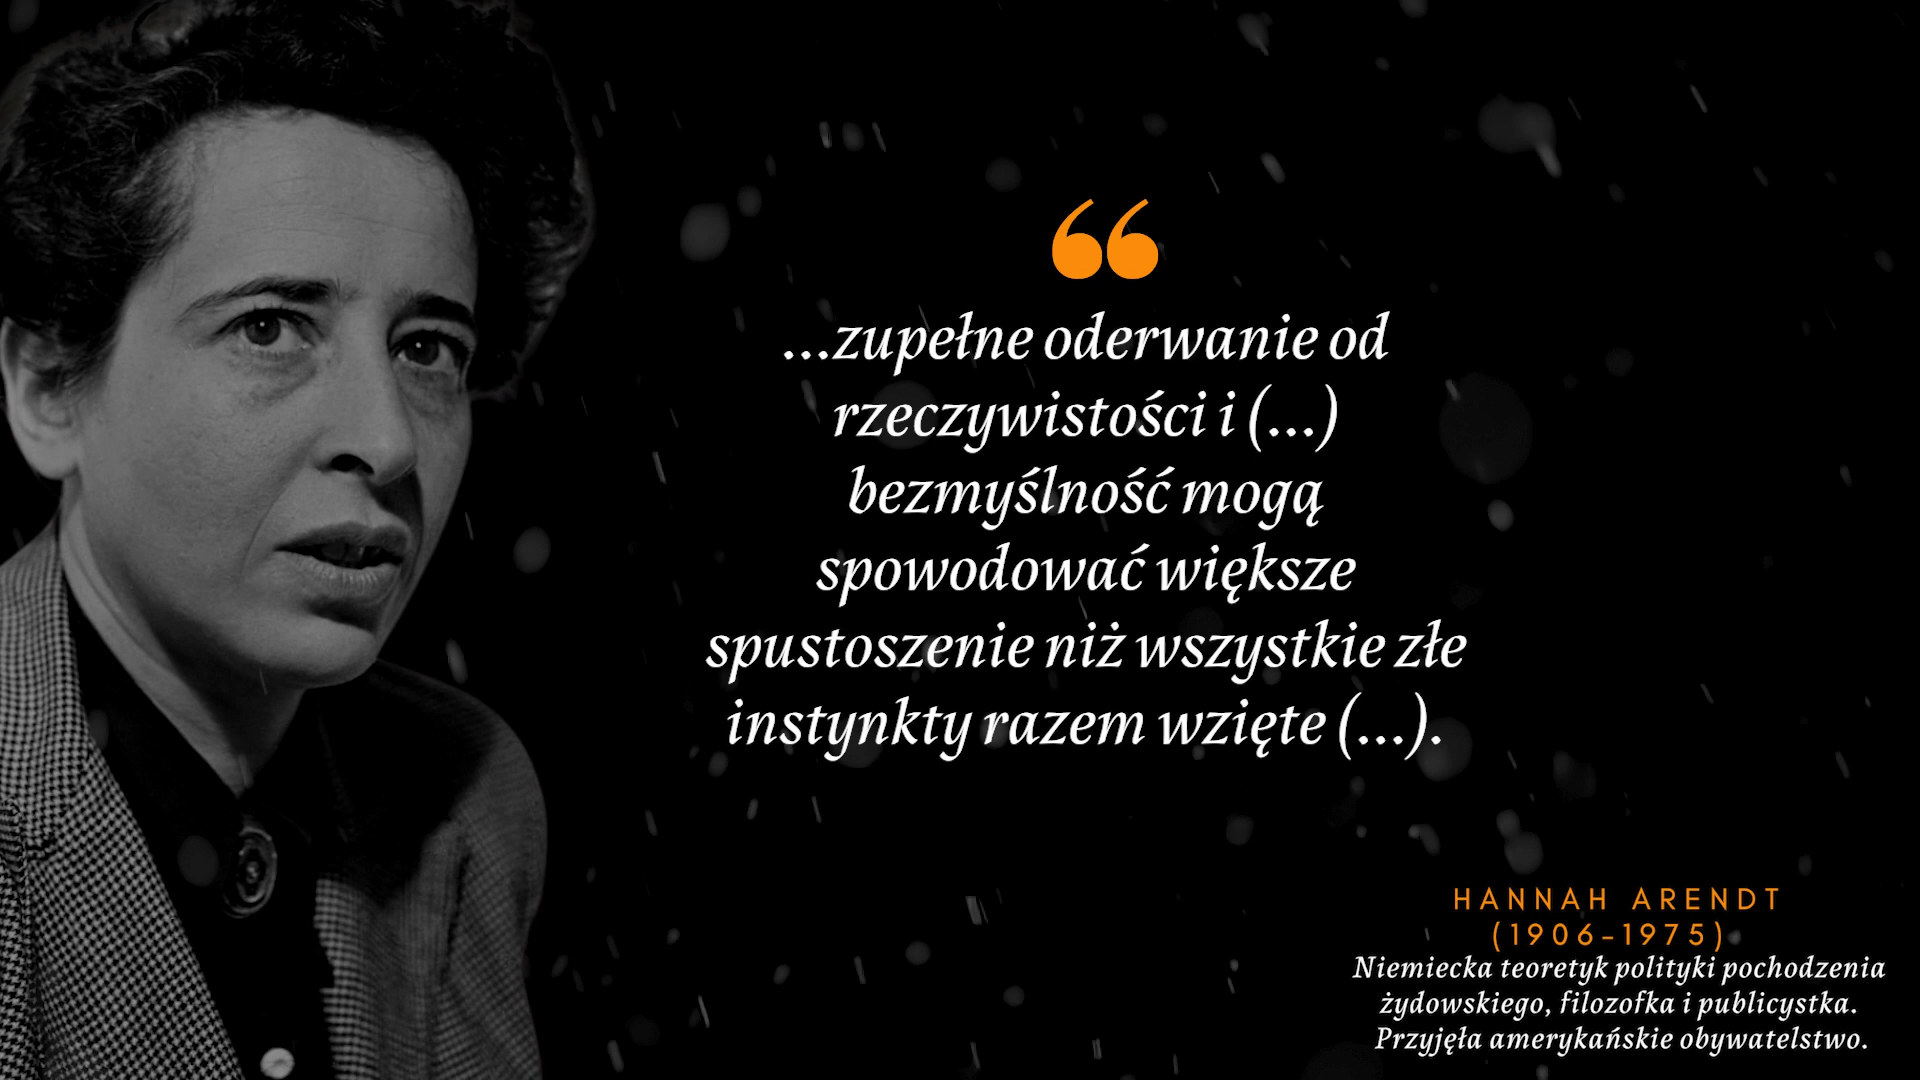 “
...zupełne oderwanie od
rzeczywistości i (...)
bezmyślność mogą
spowodować większe
spustoszenie niż wszystkie złe
instynkty razem wzięte (...).
HANNAH ARENDT
(1906-1975)
Niemiecka teoretyk polityki pochodzenia
żydowskiego, filozofka i publicystka.
Przyjęła amerykańskie obywatelstwo.